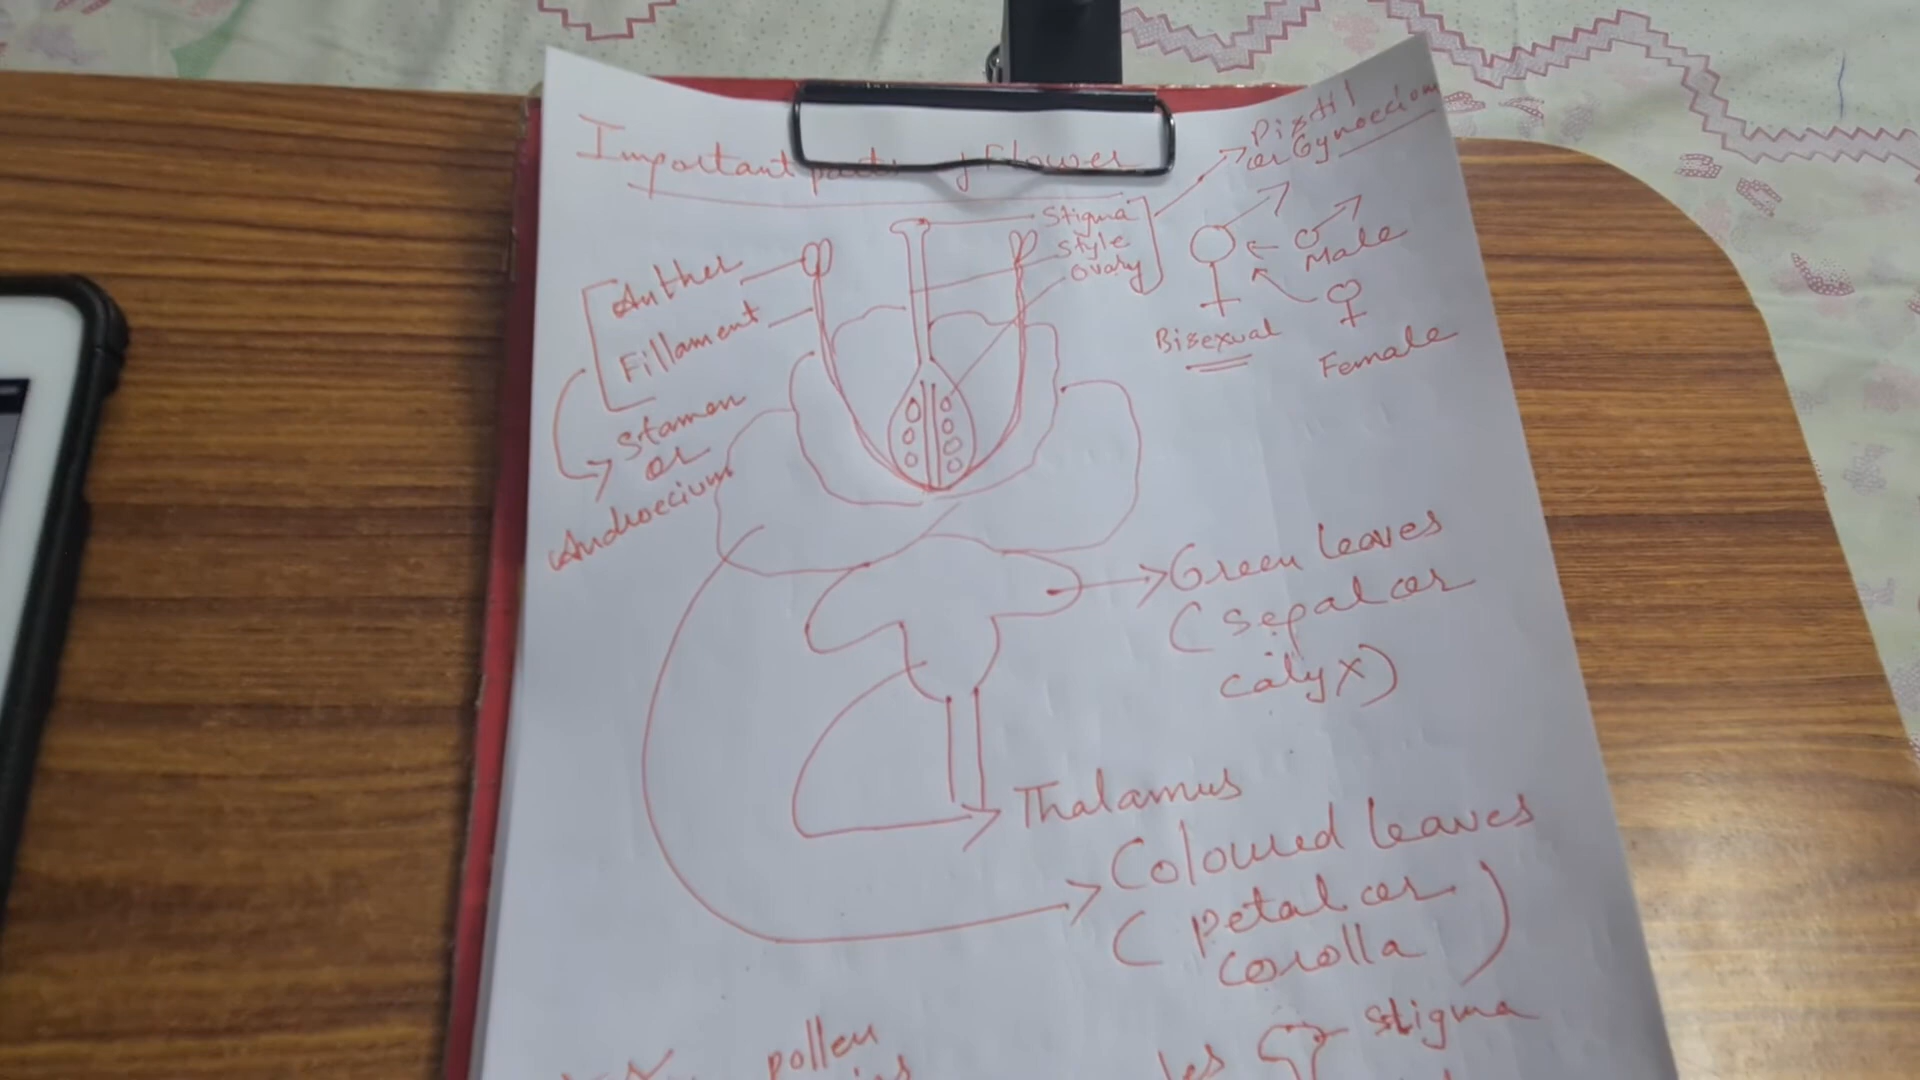 Important parts of Flower
Pistil
or Gynoecium
Stigma
Style
Ovary
Anther
Fillament
Stamen
or
Androecium
Male
Bisexual
Female
Green leaves
(sepal or
calyx)
Thalamus
Coloured leaves
(petal or
corolla)
pollen
Stigma